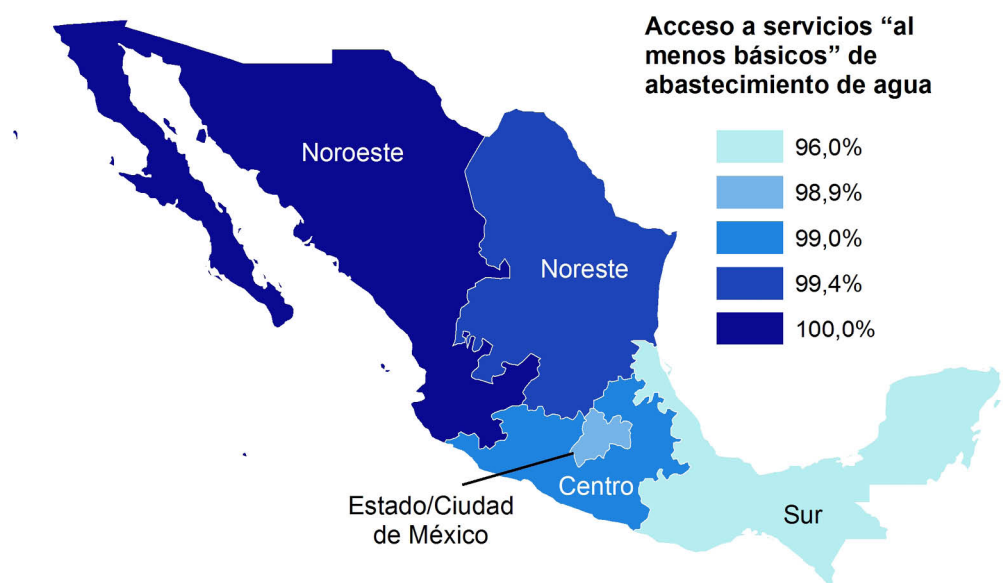 Acceso a servicios “al
menos básicos” de
abastecimiento de agua
96,0%
98,9%
99,0%
99,4%
100,0%
Noroeste
Noreste
Centro
Estado/Ciudad
de México
Sur